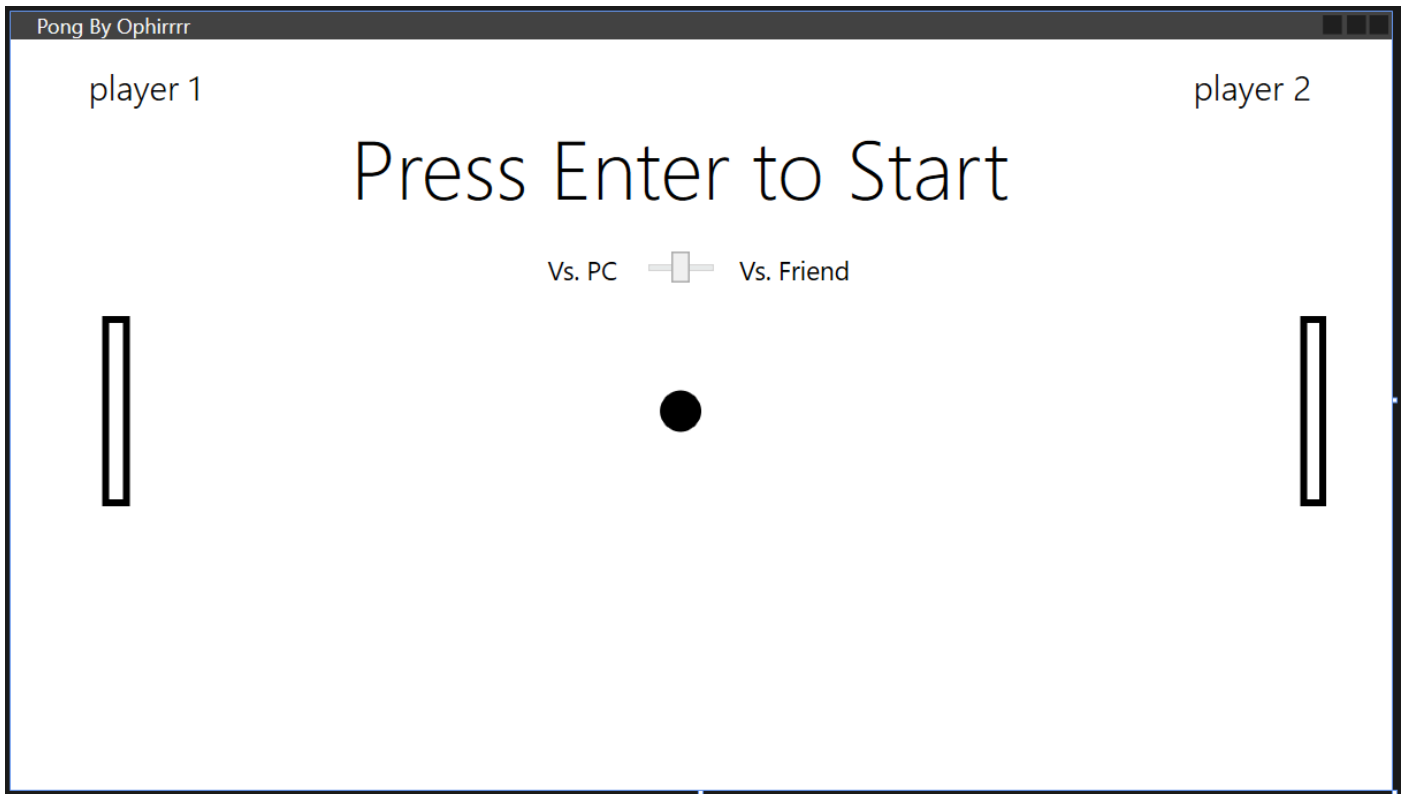 Pong By Ophirrrr
player 1 player 2
Press Enter to Start
Vs. PC Vs. Friend